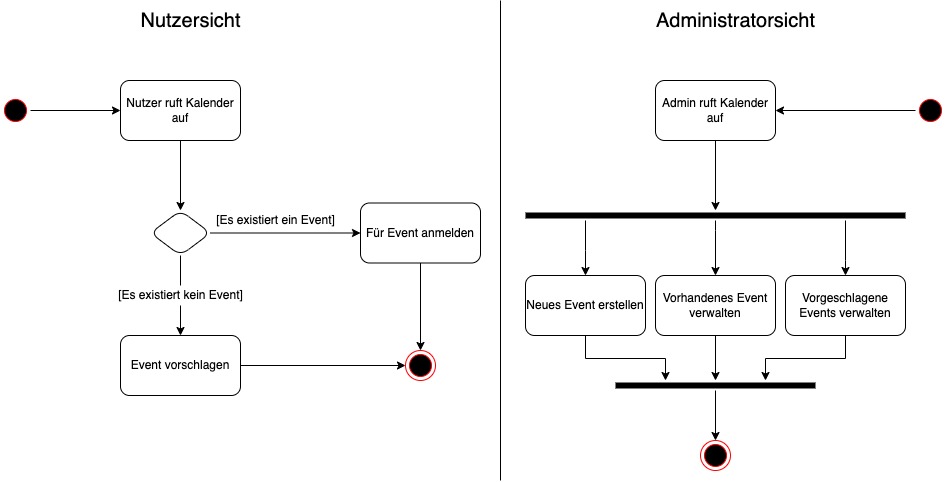 Nutzersicht
Nutzer ruft Kalender
auf
[Es existiert ein Event]
Für Event anmelden
[Es existiert kein Event]
Event vorschlagen
Administratorsicht
Admin ruft Kalender
auf
Neues Event erstellen
Vorhandenes Event
verwalten
Vorgeschlagene
Events verwalten